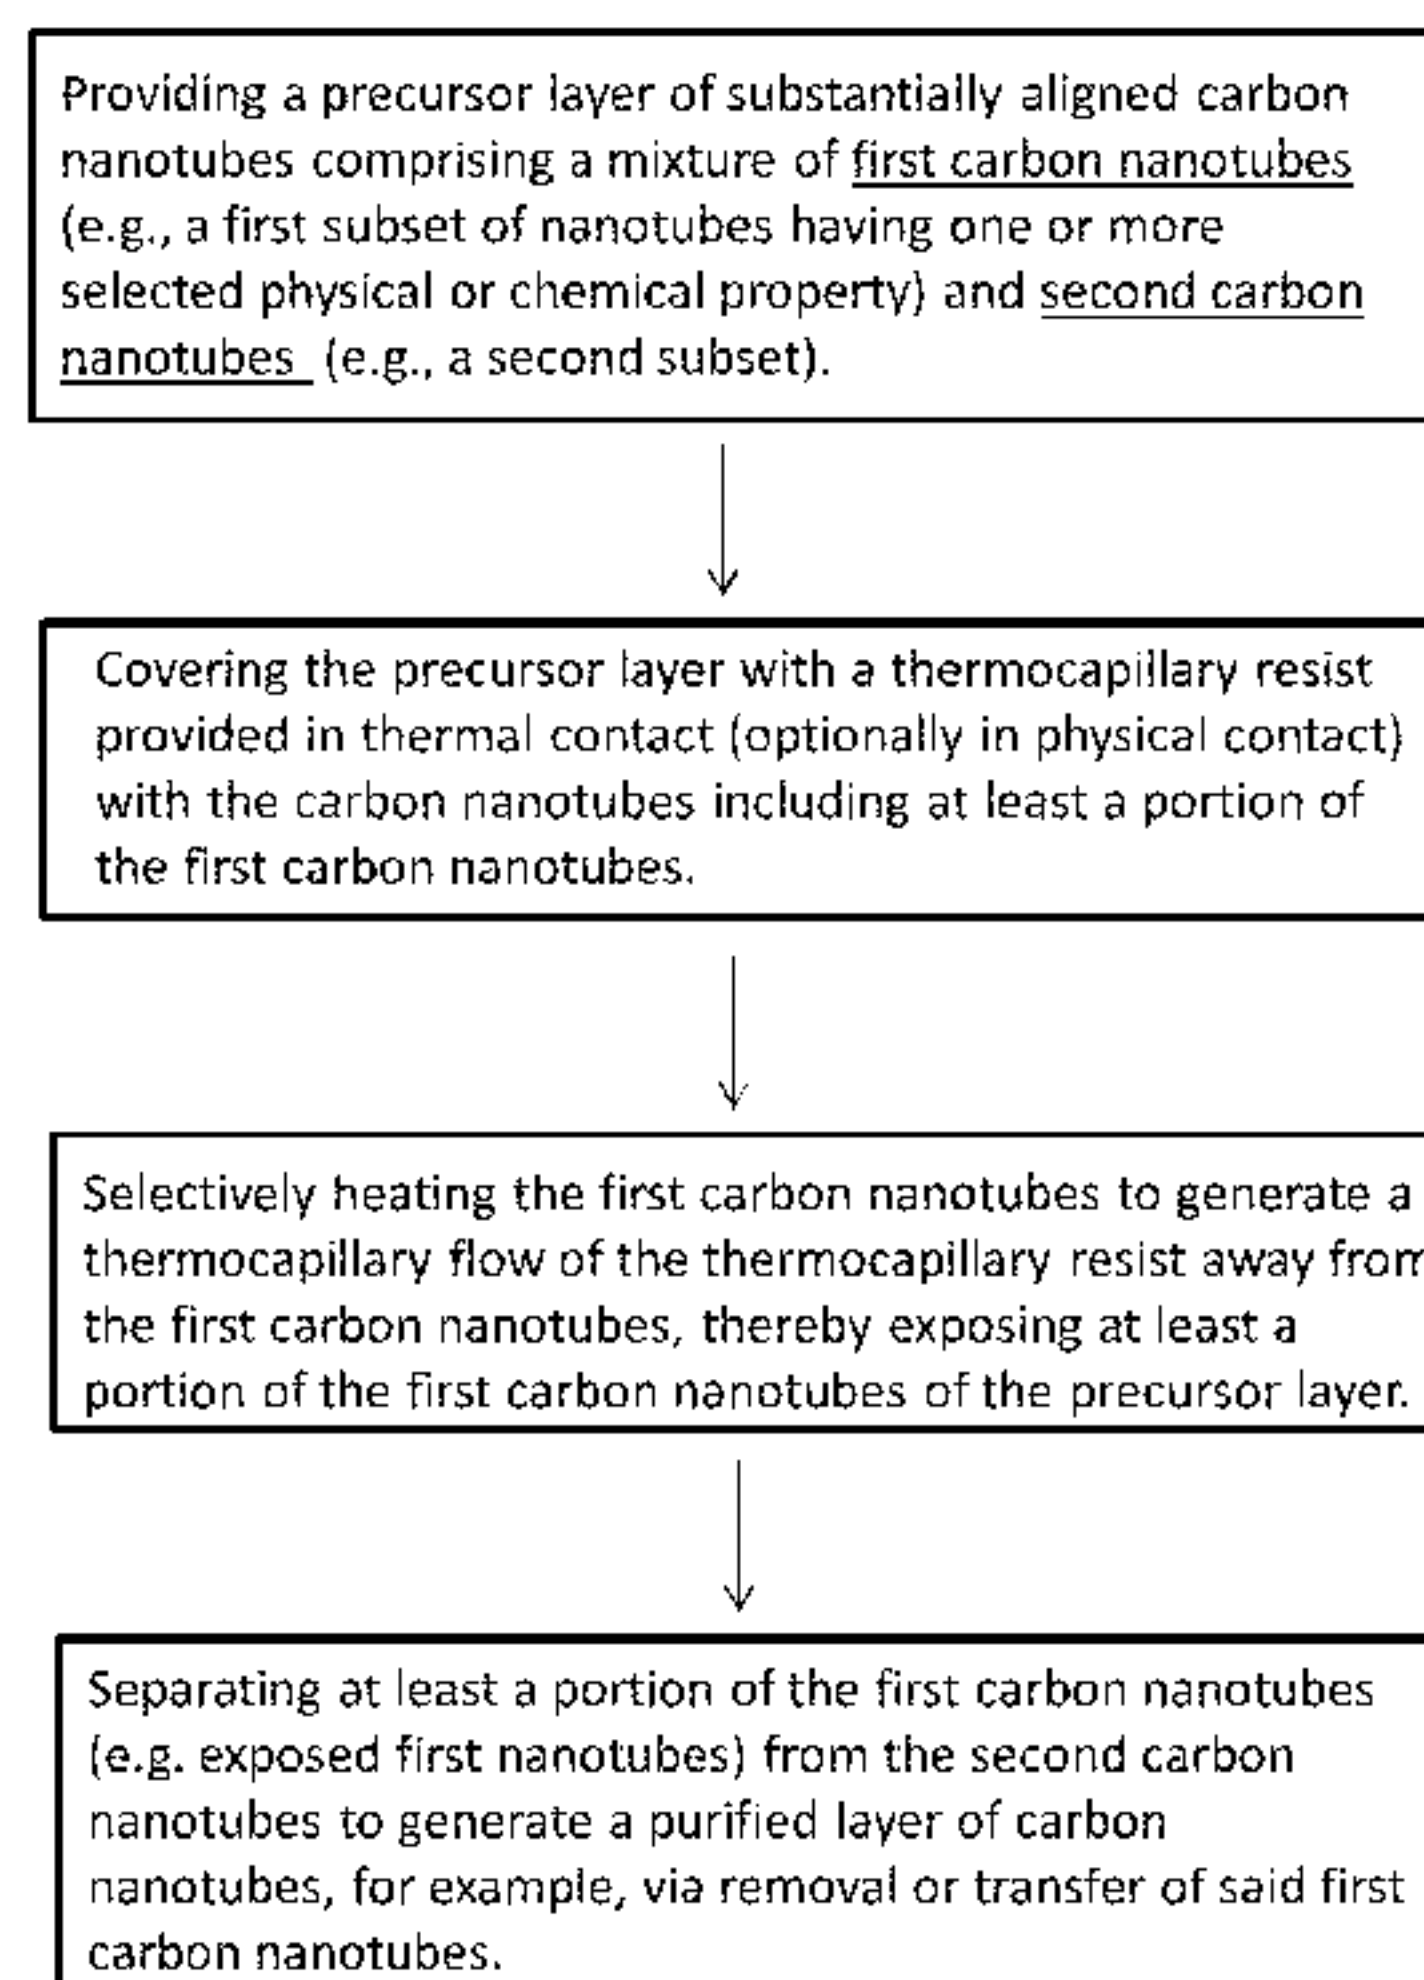 Providing a precursor layer of substantially aligned carbon
nanotubes comprising a mixture of first carbon nanotubes
(e.g., a first subset of nanotubes having one or more
selected physical or chemical property) and second carbon
nanotubes (e.g., a second subset).
Covering the precursor layer with a thermocapillary resist
provided in thermal contact (optionally in physical contact)
with the carbon nanotubes including at least a portion of
the first carbon nanotubes.
Selectively heating the first carbon nanotubes to generate a
thermocapillary flow of the thermocapillary resist away from
the first carbon nanotubes, thereby exposing at least a
portion of the first carbon nanotubes of the precursor layer.
Separating at least a portion of the first carbon nanotubes
(e.g. exposed first nanotubes) from the second carbon
nanotubes to generate a purified layer of carbon
nanotubes, for example, via removal or transfer of said first
carbon nanotubes.